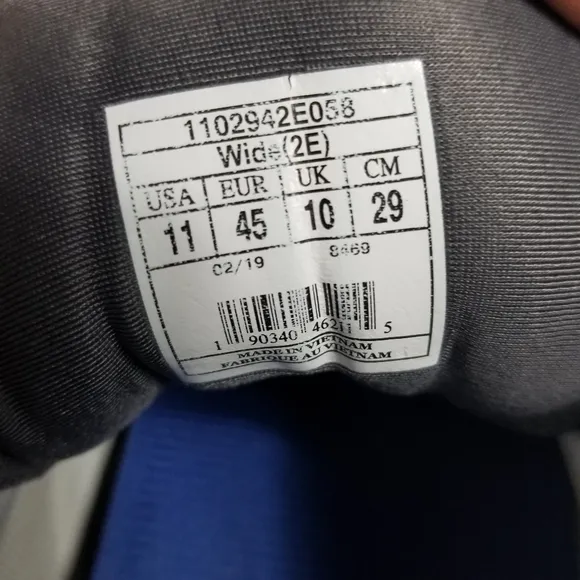 1102942E058
Wide(2E)
USA EUR UK CM
11 45 10 29
02/19 8469
1 90340 46211 5
MADE IN VIETNAM
FABRIQUE AU VIETNAM